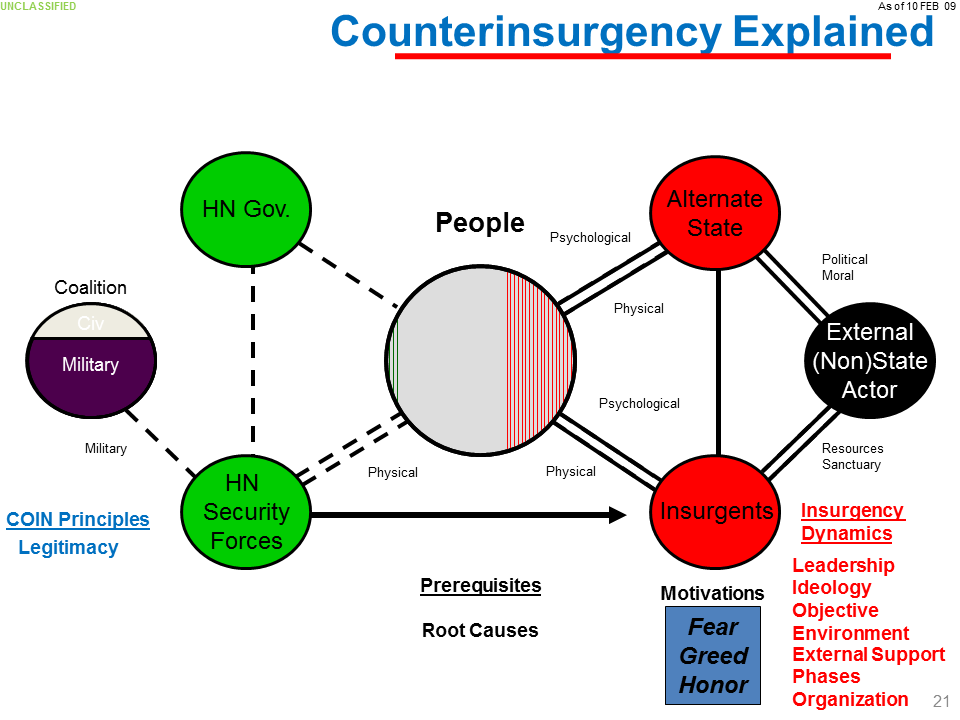 UNCLASSIFIED
As of 10 FEB 09
Counterinsurgency Explained
HN Gov.
People
Alternate
State
Psychological
Physical
Political
Moral
Coalition
Civ
Military
External
(Non)State
Actor
Psychological
Military
Physical
Physical
Resources
Sanctuary
HN
Security
Forces
Insurgents
COIN Principles
Legitimacy
Insurgency
Dynamics
Leadership
Ideology
Objective
Environment
External Support
Phases
Organization
Prerequisites
Root Causes
Motivations
Fear
Greed
Honor
21